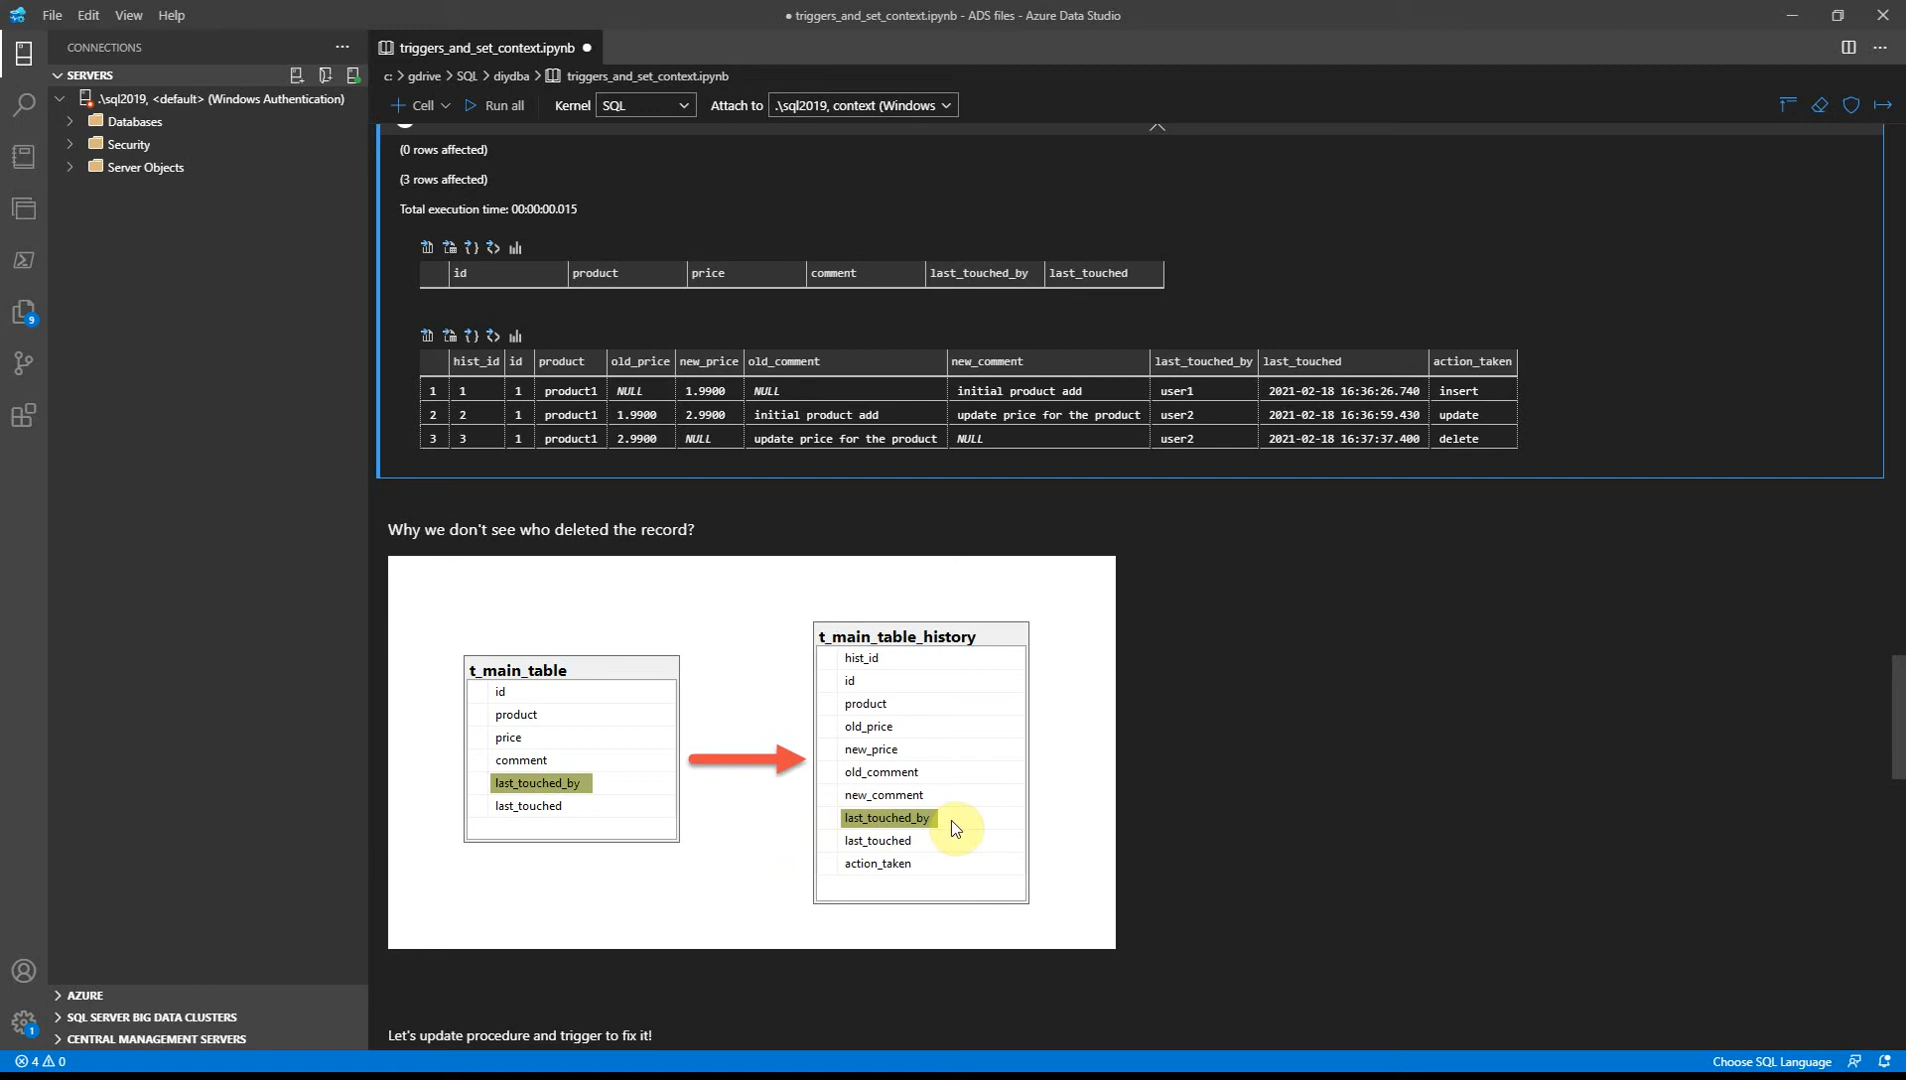 File Edit View Help
● triggers_and_set_context.ipynb - ADS files - Azure Data Studio
CONNECTIONS
triggers_and_set_context.ipynb
SERVERS
c: > gdrive > SQL > diydba > triggers_and_set_context.ipynb
.\sql2019, <default> (Windows Authentication)
Cell Run all Kernel SQL Attach to .\sql2019, context (Windows
Databases
Security
Server Objects
(0 rows affected)
(3 rows affected)
Total execution time: 00:00:00.015
id product price comment last_touched_by last_touched
hist_id id product old_price new_price old_comment new_comment last_touched_by last_touched action_taken
1 1 1 product1 NULL 1.9900 NULL initial product add user1 2021-02-18 16:36:26.740 insert
2 2 1 product1 1.9900 2.9900 initial product add update price for the product user2 2021-02-18 16:36:59.430 update
3 3 1 product1 2.9900 NULL update price for the product NULL user2 2021-02-18 16:37:37.400 delete
9
Why we don't see who deleted the record?
t_main_table
id
product
price
comment
last_touched_by
last_touched
t_main_table_history
hist_id
id
product
old_price
new_price
old_comment
new_comment
last_touched_by
last_touched
action_taken
Let's update procedure and trigger to fix it!
AZURE
SQL SERVER BIG DATA CLUSTERS
CENTRAL MANAGEMENT SERVERS
1
4 0
Choose SQL Language